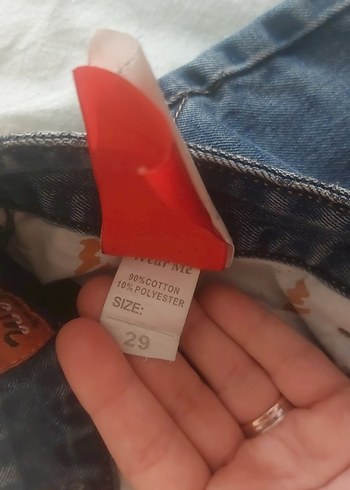 Wear Me
90%COTTON
10%POLYESTER
SIZE:
29